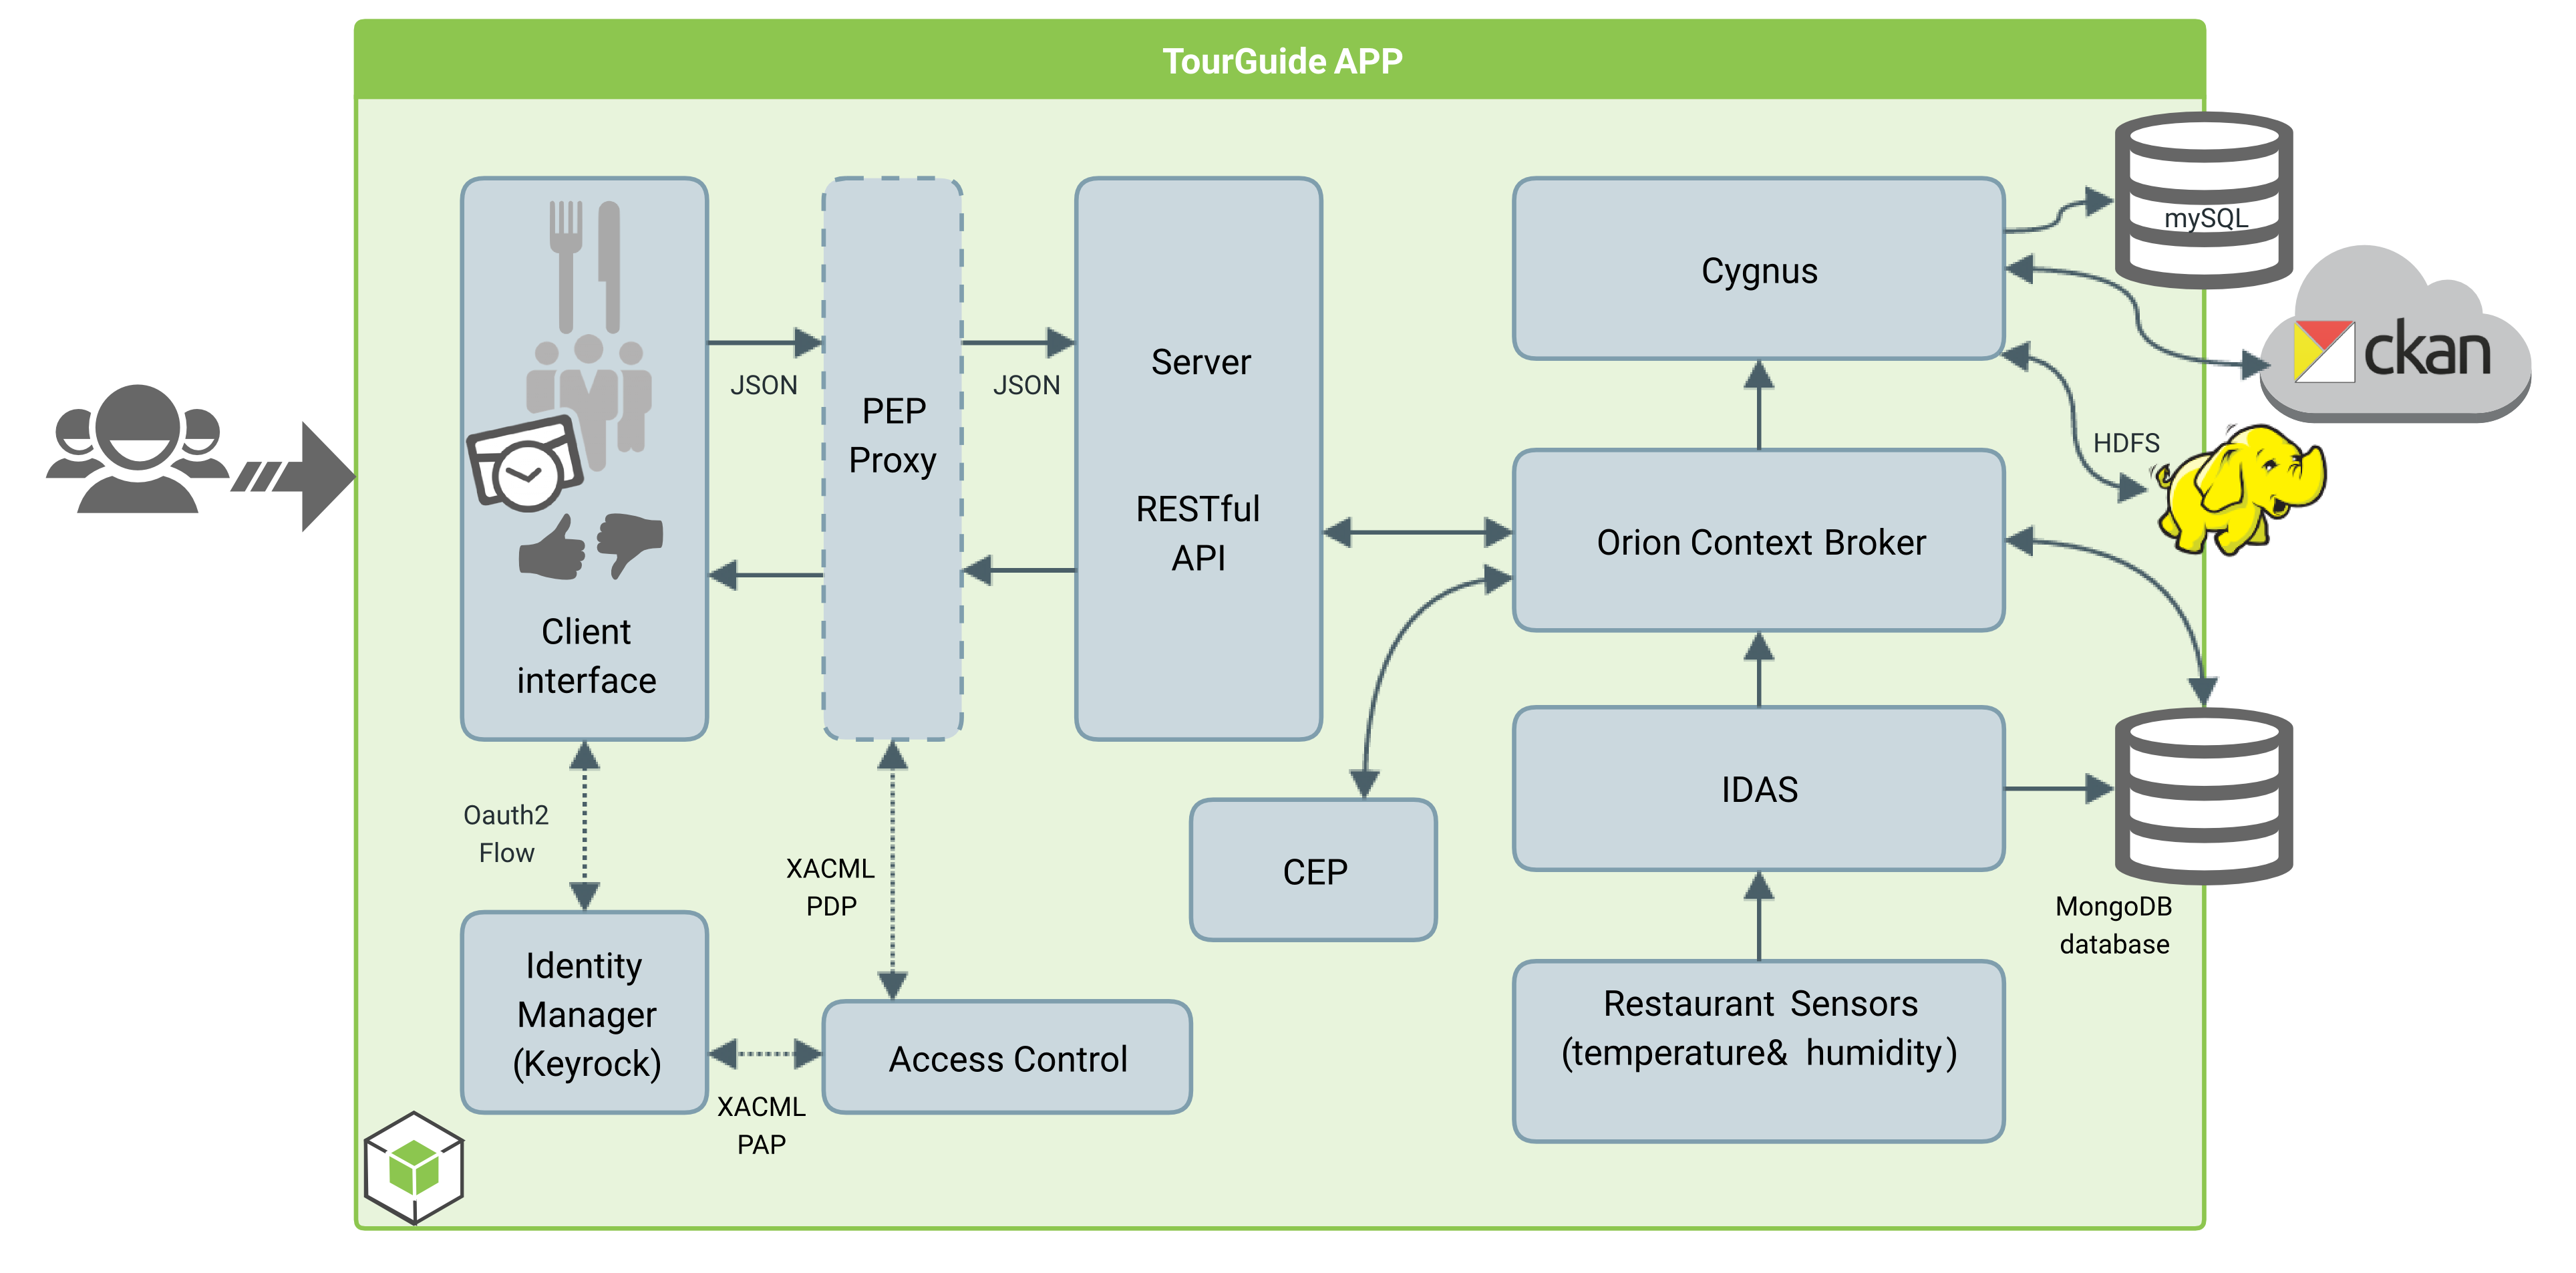 TourGuide APP
mySQL
Cygnus
ckan
Server
JSON
JSON
PEP
Proxy
HDFS
RESTful
API
Orion Context Broker
Client
interface
IDAS
Oauth2
Flow
XACML
PDP
CEP
MongoDB
database
Identity
Manager
(Keyrock)
Restaurant Sensors
(temperature& humidity)
Access Control
XACML
PAP